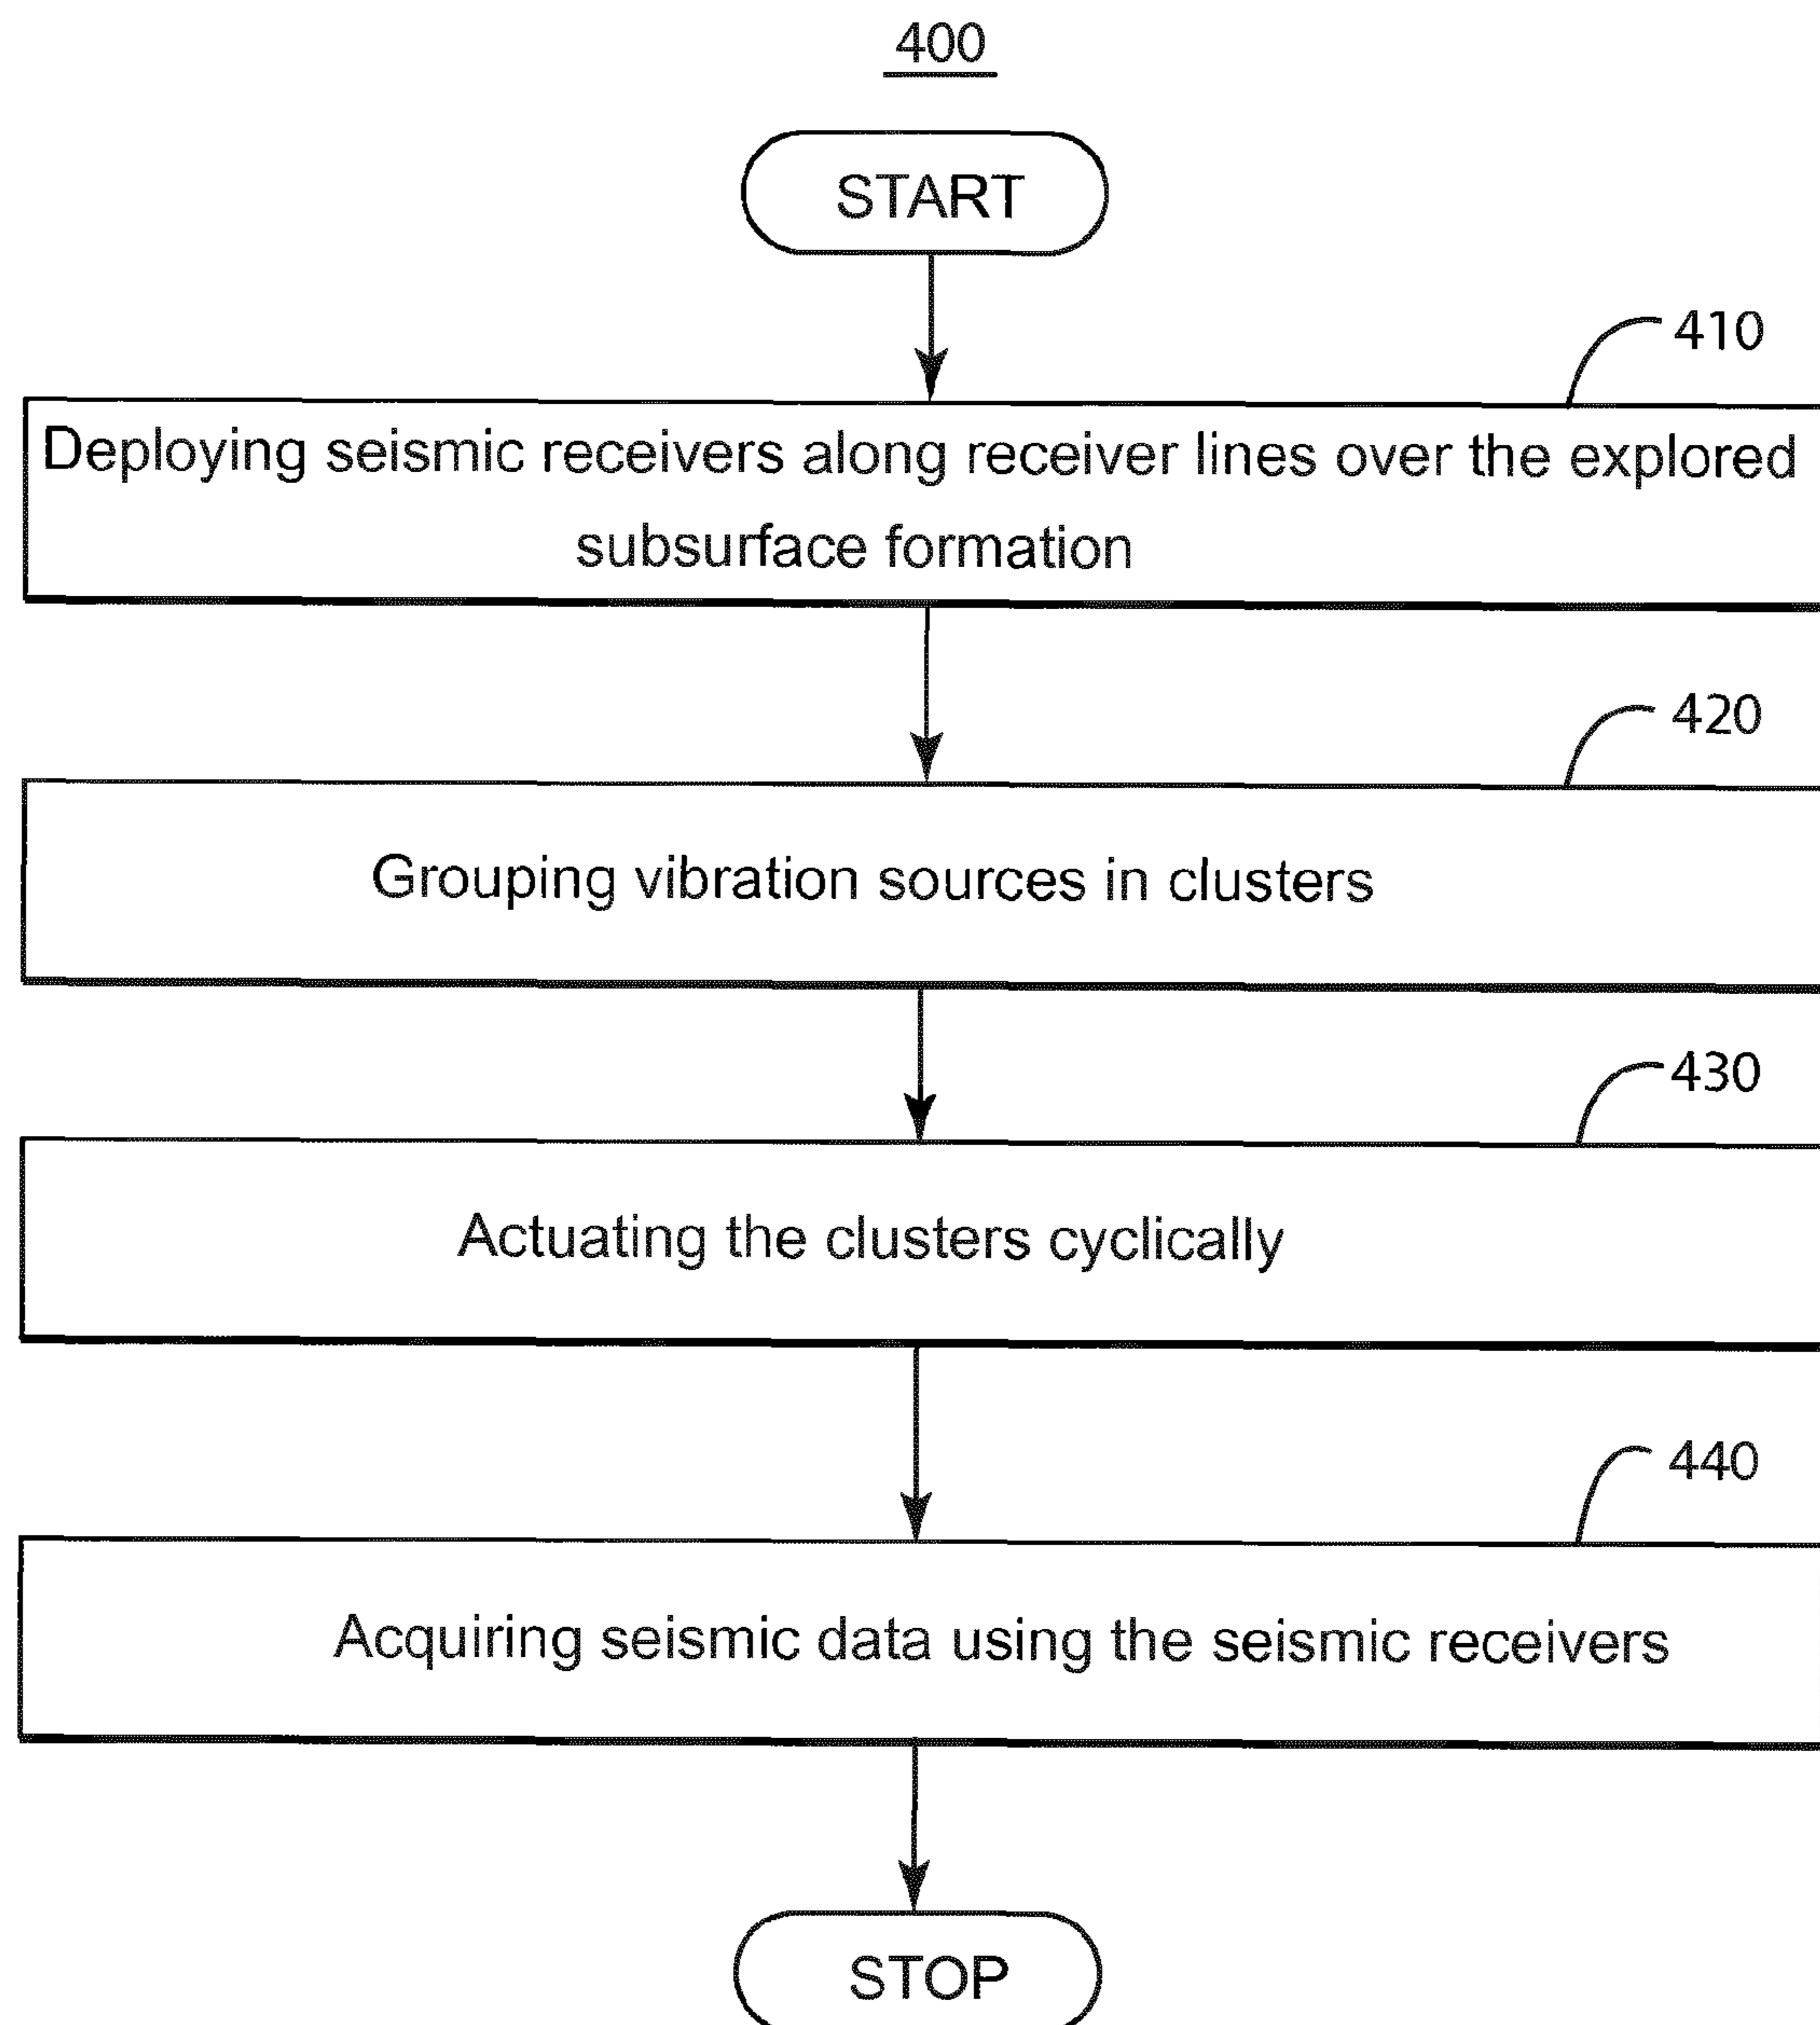 400
START
410
Deploying seismic receivers along receiver lines over the explored
subsurface formation
420
Grouping vibration sources in clusters
430
Actuating the clusters cyclically
440
Acquiring seismic data using the seismic receivers
STOP